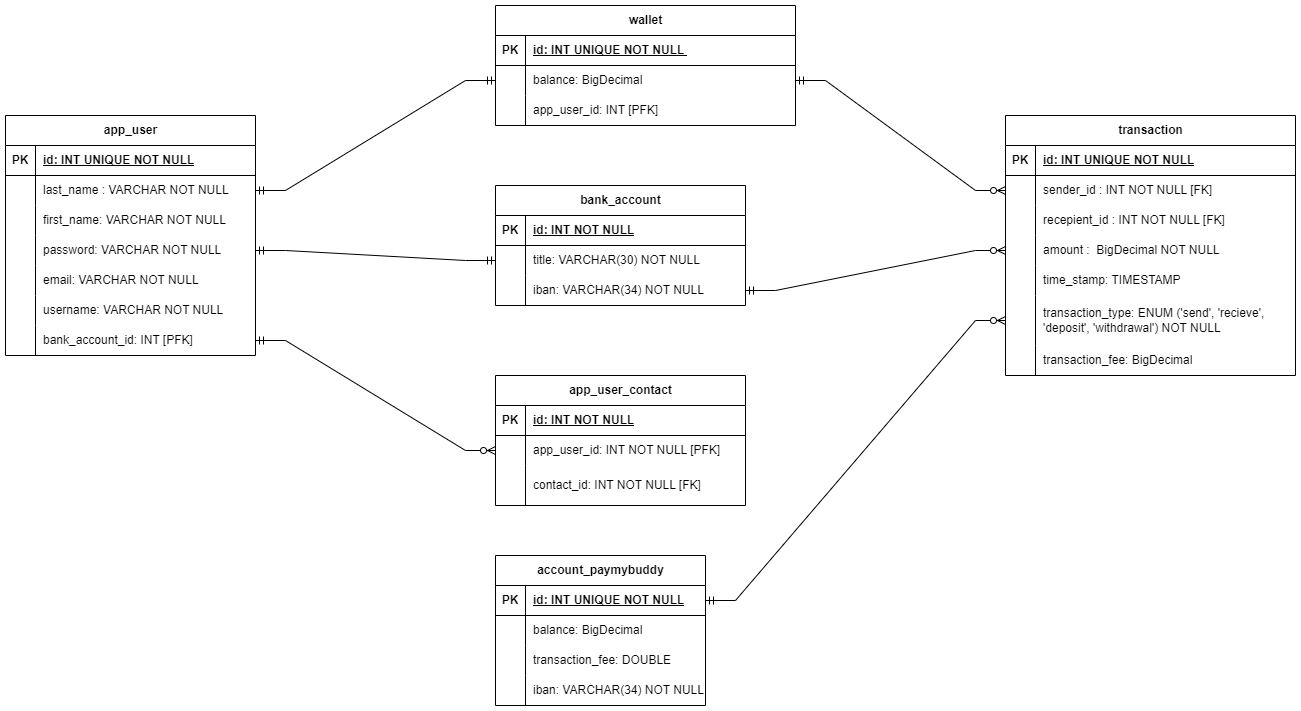 wallet
PK id: INT UNIQUE NOT NULL
balance: BigDecimal
app_user_id: INT [PFK]
app_user
PK id: INT UNIQUE NOT NULL
last_name : VARCHAR NOT NULL
first_name: VARCHAR NOT NULL
password: VARCHAR NOT NULL
email: VARCHAR NOT NULL
username: VARCHAR NOT NULL
bank_account_id: INT [PFK]
bank_account
PK id: INT NOT NULL
title: VARCHAR(30) NOT NULL
iban: VARCHAR(34) NOT NULL
transaction
PK id: INT UNIQUE NOT NULL
sender_id : INT NOT NULL [FK]
recepient_id : INT NOT NULL [FK]
amount :  BigDecimal NOT NULL
time_stamp: TIMESTAMP
transaction_type: ENUM ('send', 'recieve',
'deposit', 'withdrawal') NOT NULL
transaction_fee: BigDecimal
app_user_contact
PK id: INT NOT NULL
app_user_id: INT NOT NULL [PFK]
contact_id: INT NOT NULL [FK]
account_paymybuddy
PK id: INT UNIQUE NOT NULL
balance: BigDecimal
transaction_fee: DOUBLE
iban: VARCHAR(34) NOT NULL